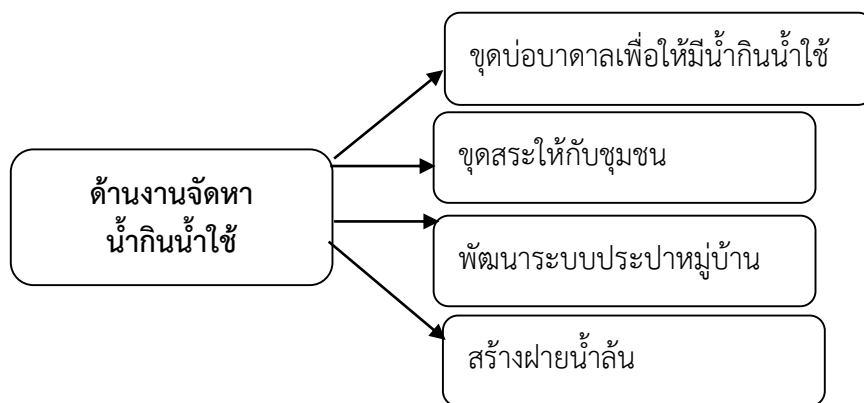 ขุดบ่อบาดาลเพื่อให้มีน้ำกินน้ำใช้
ขุดสระให้กับชุมชน
ด้านงานจัดหา
น้ำกินน้ำใช้
พัฒนาระบบประปาหมู่บ้าน
สร้างฝายน้ำล้น